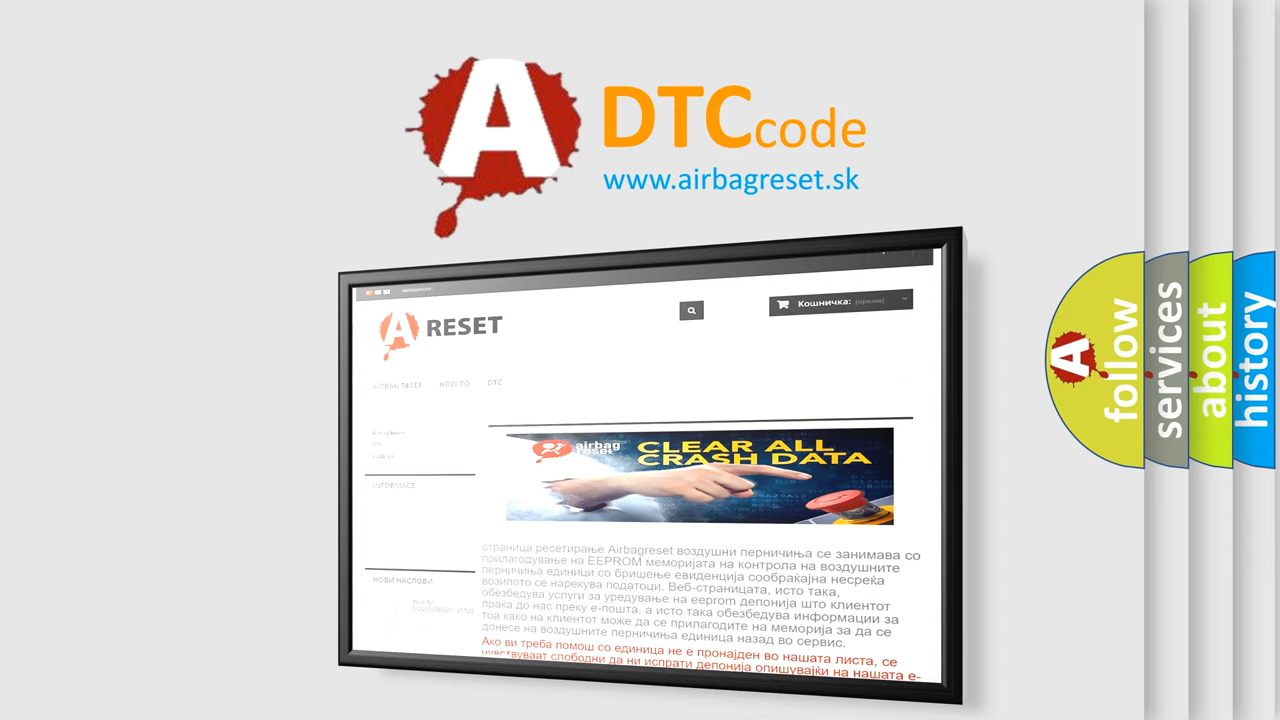 A DTC code
www.airbagreset.sk
Кошничка: (празна)
A RESET
AIRBAG RESET HOW TO DTC
INFORMACE
airbag reset
CLEAR ALL
CRASH DATA
страница ресетирање Airbagreset воздушни перничиња се занимава со
прилагодување на EEPROM меморијата на контрола на воздушните
перничиња единици со бришење евиденција сообраќајна несреќа
возилото се нарекува податоци. Веб-страницата, исто така,
обезбедува услуги за уредување на eeprom депонија што клиентот
праќа до нас преку е-пошта, а исто така обезбедува информации за
тоа како на клиентот може да се прилагодите на меморија за да се
донесе на воздушните перничиња единица назад во сервис.
Ако ви треба помош со единица не е пронајден во нашата листа, се
чувствуваат слободни да ни испрати депонија опишувајќи на нашата е-
НОВИ НАСЛОВИ
A follow
services
about
history